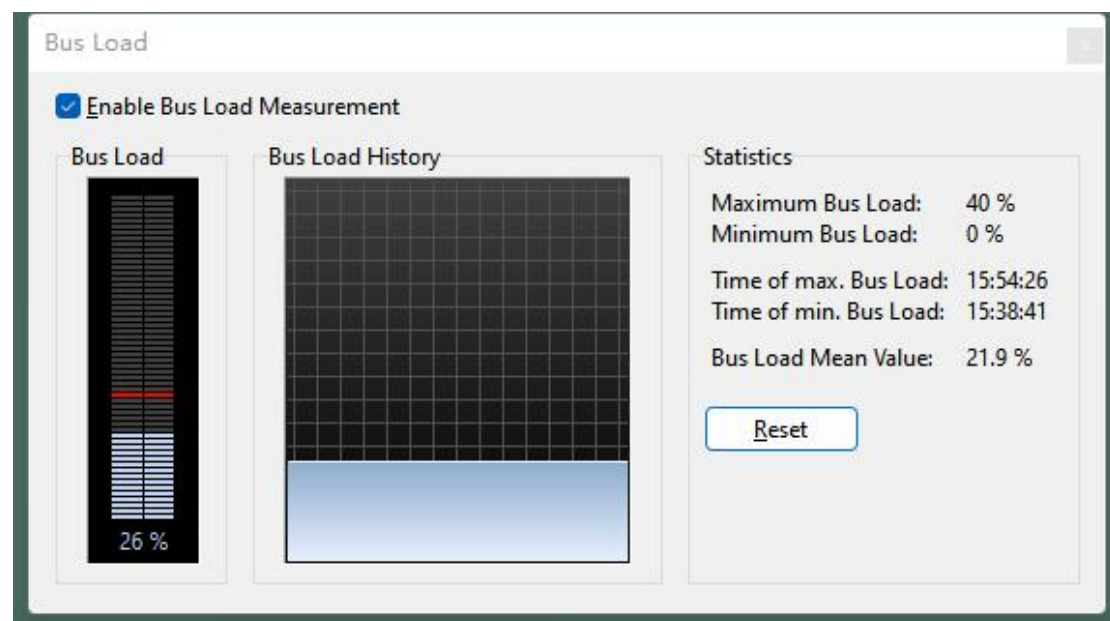 Bus Load
Enable Bus Load Measurement
Bus Load
26 %
Bus Load History
Statistics
Maximum Bus Load: 40 %
Minimum Bus Load: 0 %
Time of max. Bus Load: 15:54:26
Time of min. Bus Load: 15:38:41
Bus Load Mean Value: 21.9 %
Reset